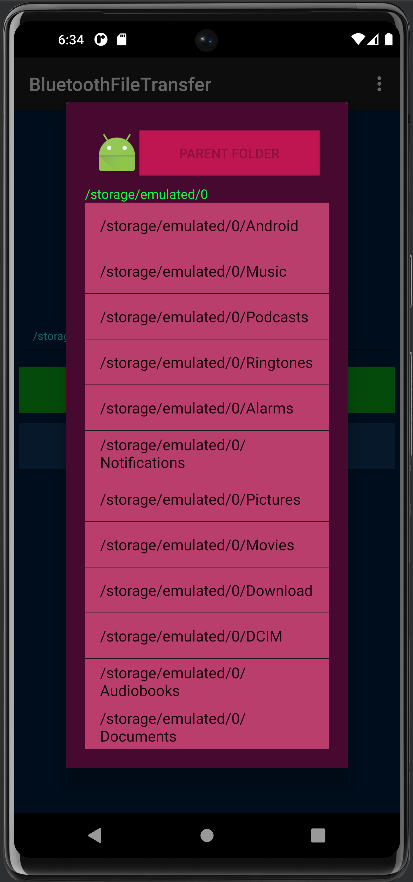 6:34
BluetoothFileTransfer
PARENT FOLDER
/storage/emulated/0
/storage/emulated/0/Android
/storage/emulated/0/Music
/storage/emulated/0/Podcasts
/storage/emulated/0/Ringtones
/storag
/storage/emulated/0/Alarms
/storage/emulated/0/
Notifications
/storage/emulated/0/Pictures
/storage/emulated/0/Movies
/storage/emulated/0/Download
/storage/emulated/0/DCIM
/storage/emulated/0/
Audiobooks
/storage/emulated/0/
Documents